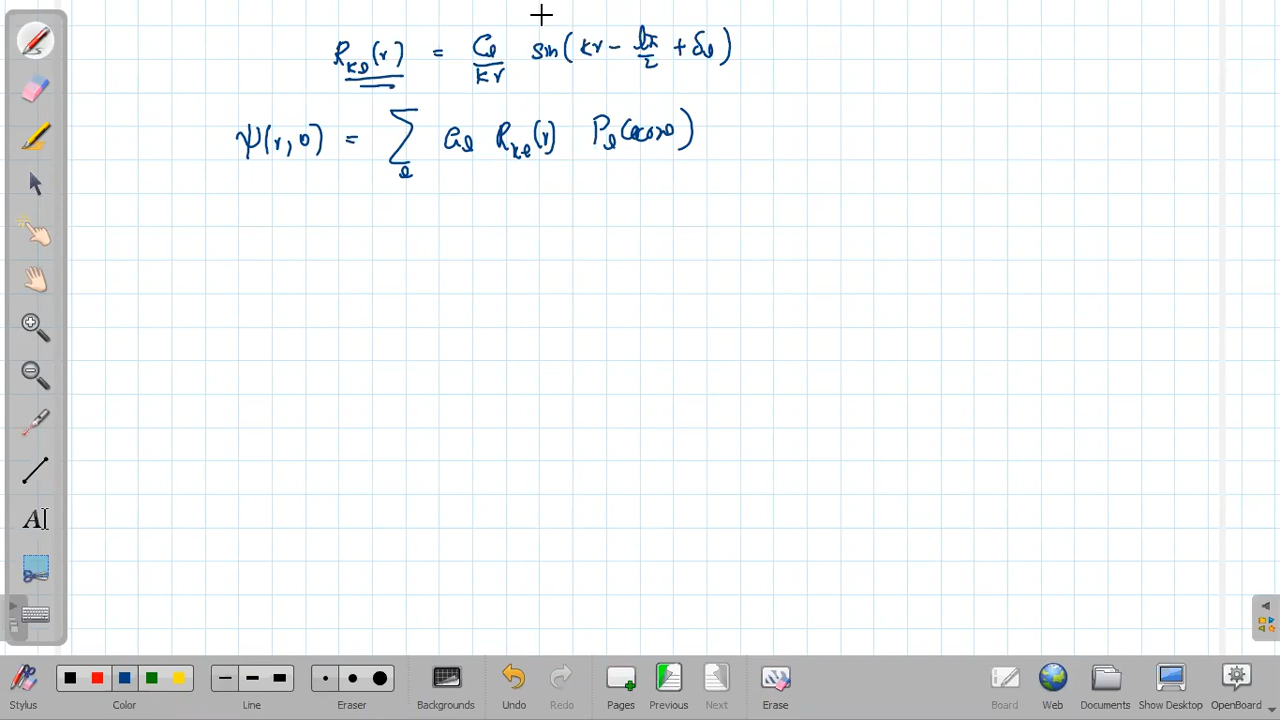 R_{kl}(r) = C_l/kr sin(kr - lπ/2 + δ_l)
ψ(r, θ) = Σ_l a_l R_{kl}(r) P_l(cosθ)
A
Stylus Color Line Eraser Backgrounds Undo Redo Pages Previous Next Erase Board Web Documents Show Desktop OpenBoard